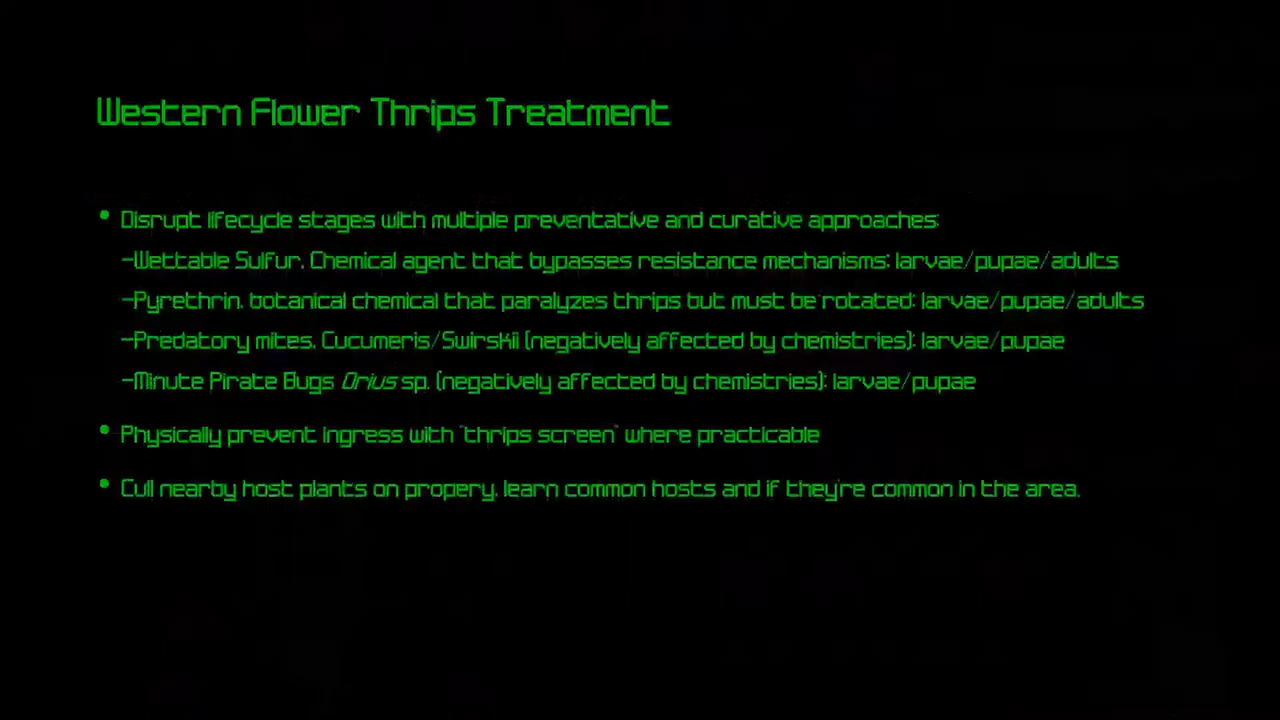 Western Flower Thrips Treatment
• Disrupt lifecycle stages with multiple preventative and curative approaches:
-Wettable Sulfur, Chemical agent that bypasses resistance mechanisms: larvae/pupae/adults
-Pyrethrin, botanical chemical that paralyzes thrips but must be rotated: larvae/pupae/adults
-Predatory mites, Cucumeris/Swirskii (negatively affected by chemistries): larvae/pupae
-Minute Pirate Bugs Orius sp. (negatively affected by chemistries): larvae/pupae
• Physically prevent ingress with "thrips screen" where practicable
• Cull nearby host plants on propery, learn common hosts and if they're common in the area.